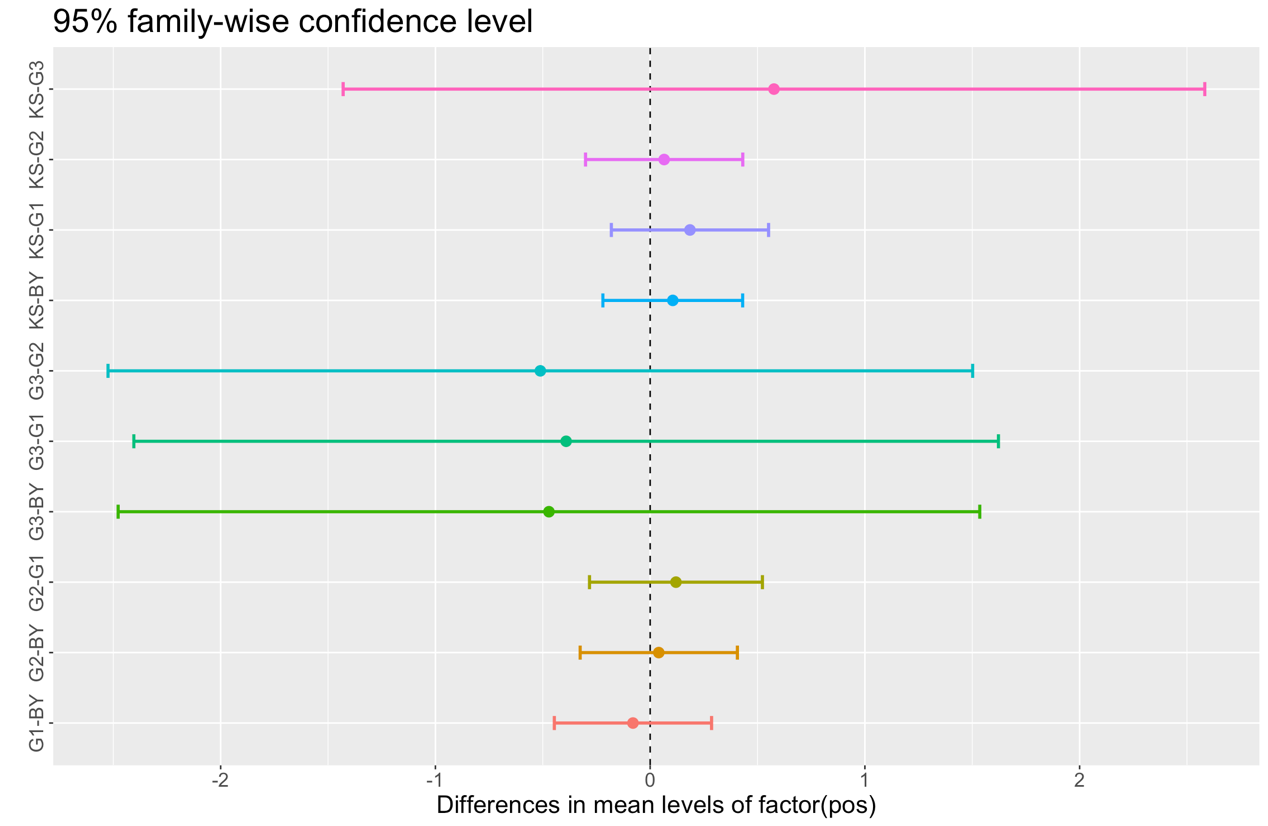 95% family-wise confidence level
KS-G3
KS-G2
KS-G1
KS-BY
G3-G2
G3-G1
G3-BY
G2-G1
G2-BY
G1-BY
-2 -1 0 1 2
Differences in mean levels of factor(pos)